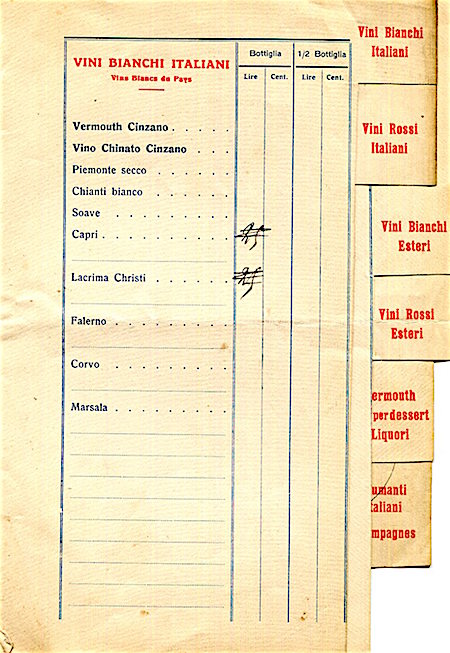 VINI BIANCHI ITALIANI
Vins Blancs du Pays
Bottiglia 1/2 Bottiglia
Lire Cent. Lire Cent.
Vermouth Cinzano . . . . .
Vino Chinato Cinzano . . .
Piemonte secco . . . . . .
Chianti bianco . . . . . .
Soave . . . . . . . .
Capri . . . . . . . . .
Lacrima Christi . . . . . .
Falerno . . . . . . . .
Corvo . . . . . . . .
Marsala . . . . . . . .
Vini Bianchi
Italiani
Vini Rossi
Italiani
Vini Bianchi
Esteri
Vini Rossi
Esteri
ermouth
perdessert
Liquori
umanti
taliani
mpagnes